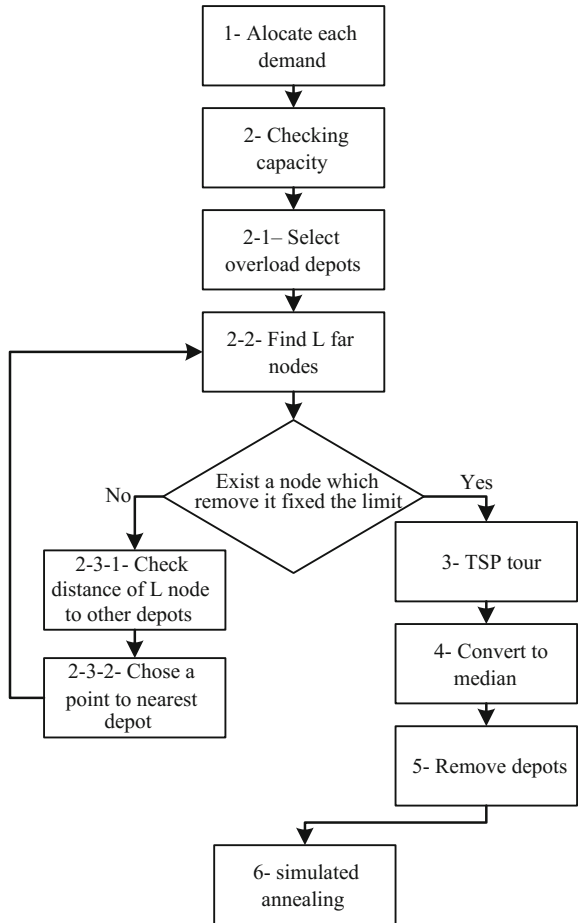 1- Alocate each
demand
2- Checking
capacity
2-1– Select
overload depots
2-2- Find L far
nodes
Exist a node which
remove it fixed the limit
No
Yes
2-3-1- Check
distance of L node
to other depots
2-3-2- Chose a
point to nearest
depot
3- TSP tour
4- Convert to
median
5- Remove depots
6- simulated
annealing